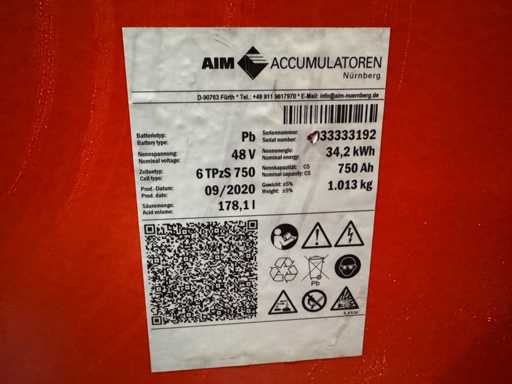 AIM ACCUMULATOREN
Nürnberg
D-90763 Fürth * Tel.: +49 911 9617970 * E-Mail: info@aim-nuernberg.de
Batterietyp: Pb
Battery type:
Seriennummer: 33333192
Serial number:
Nennspannung: 48 V
Nominal voltage:
Nennenergie: 34,2 kWh
Nominal energy:
Zellentyp: 6 TPzS 750
Cell type:
Nennkapazität: C5 750 Ah
Nominal capacity: C5
Prod.-Datum: 09/2020
Prod. date:
Gewicht: ±5% 1.013 kg
Weight: ±5%
Säuremenge: 178,1 l
Acid volume:
Pb